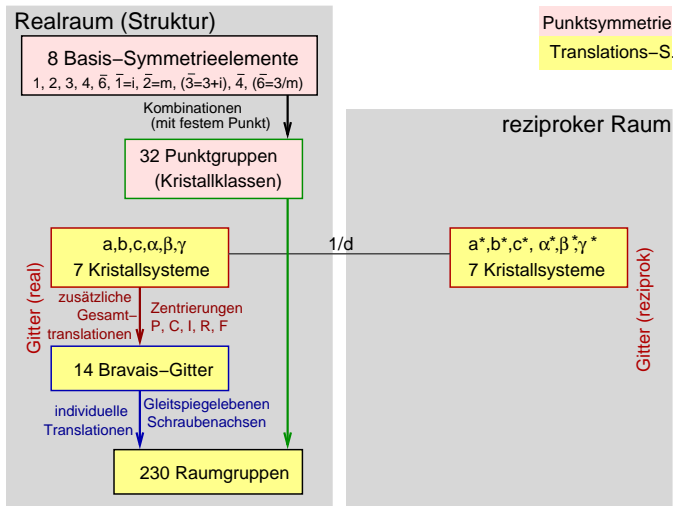 Realraum (Struktur)
Punktsymmetrie
Translations−S.
8 Basis−Symmetrieelemente
1, 2, 3, 4, 6̅, 1̅=i, 2̅=m, (3̅=3+i), 4̅, (6̅=3/m)
Kombinationen
(mit festem Punkt)
reziproker Raum
32 Punktgruppen
(Kristallklassen)
a,b,c,α,β,γ
7 Kristallsysteme
1/d
a*,b*,c*, α*,β*,γ*
7 Kristallsysteme
Gitter (real)
Gitter (reziprok)
zusätzliche
Gesamt−
translationen
Zentrierungen
P, C, I, R, F
14 Bravais−Gitter
individuelle
Translationen
Gleitspiegelebenen
Schraubenachsen
230 Raumgruppen